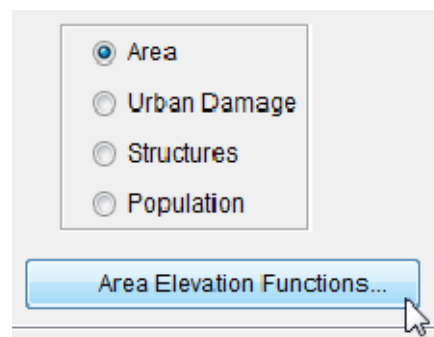 Area
Urban Damage
Structures
Population
Area Elevation Functions...